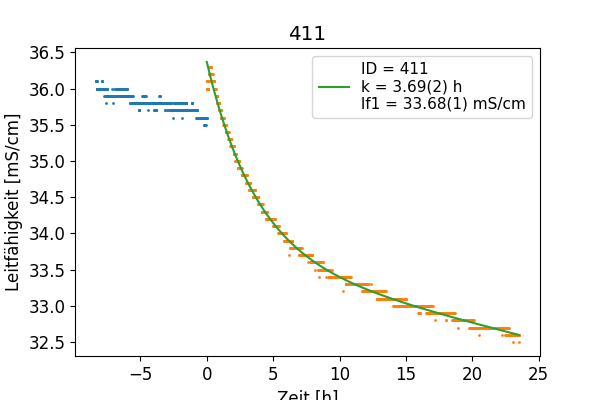 411
Leitfähigkeit [mS/cm]
36.5
36.0
35.5
35.0
34.5
34.0
33.5
33.0
32.5
ID = 411
k = 3.69(2) h
lf1 = 33.68(1) mS/cm
−5 0 5 10 15 20 25
Zeit [h]